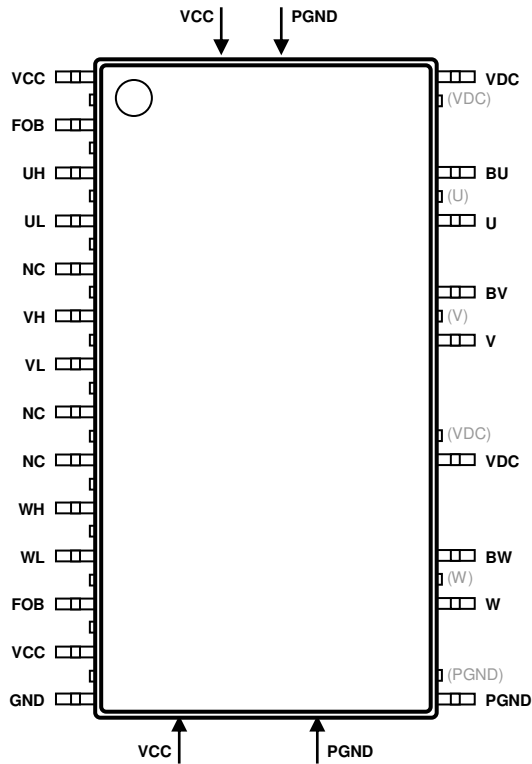 VCC PGND
VCC VDC
(VDC)
FOB
UH BU
(U)
UL U
NC
BV
VH (V)
V
VL
NC
(VDC)
NC VDC
WH
WL BW
(W)
FOB W
VCC
(PGND)
GND PGND
VCC PGND